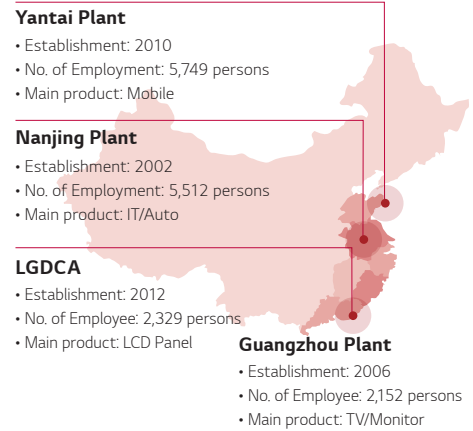 Yantai Plant
• Establishment: 2010
• No. of Employment: 5,749 persons
• Main product: Mobile
Nanjing Plant
• Establishment: 2002
• No. of Employment: 5,512 persons
• Main product: IT/Auto
LGDCA
• Establishment: 2012
• No. of Employee: 2,329 persons
• Main product: LCD Panel
Guangzhou Plant
• Establishment: 2006
• No. of Employee: 2,152 persons
• Main product: TV/Monitor